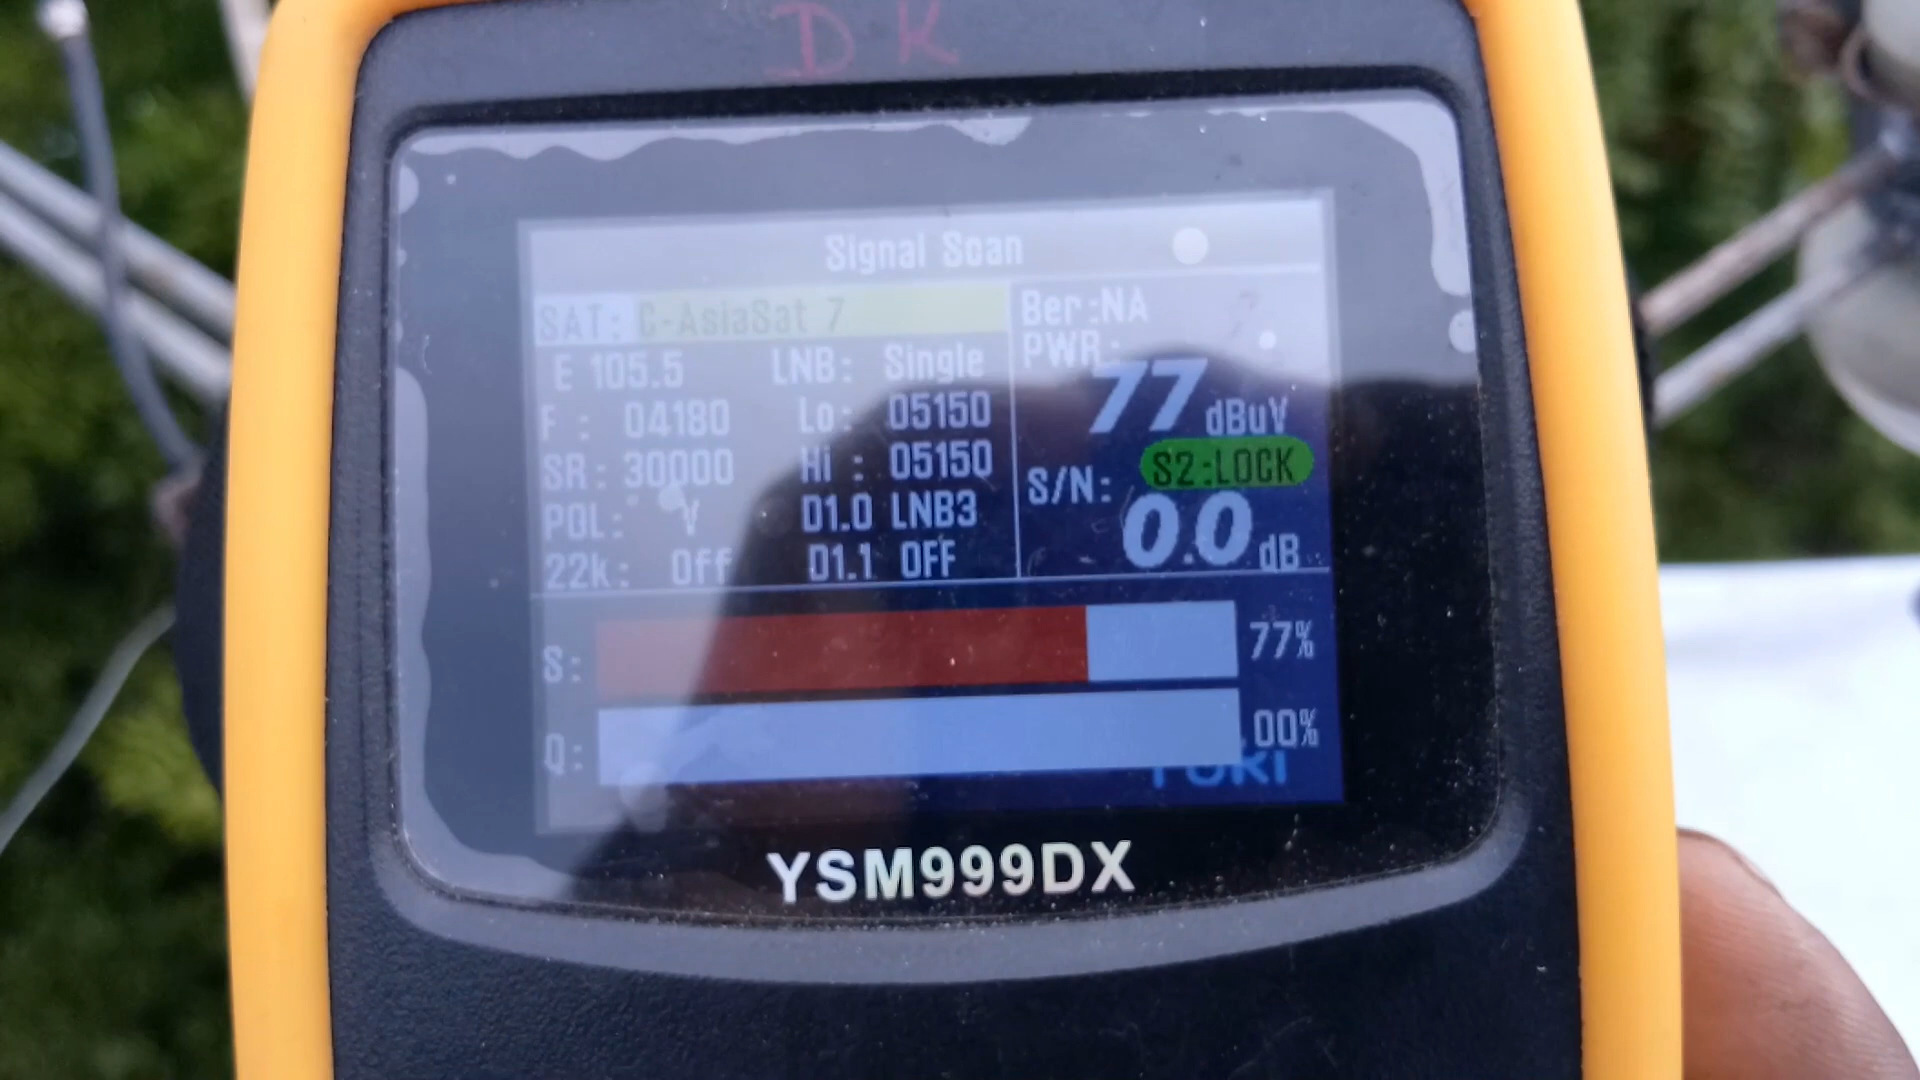 D K
Signal Scan
SAT: C-AsiaSat 7
E 105.5 LNB: Single
F : 04180 Lo: 05150
SR: 30000 Hi : 05150
POL: V D1.0 LNB3
22k: Off D1.1 OFF
Ber:NA
PWR:
77 dBuV
S2:LOCK
S/N:
0.0 dB
S: 77%
Q: 00%
YSM999DX